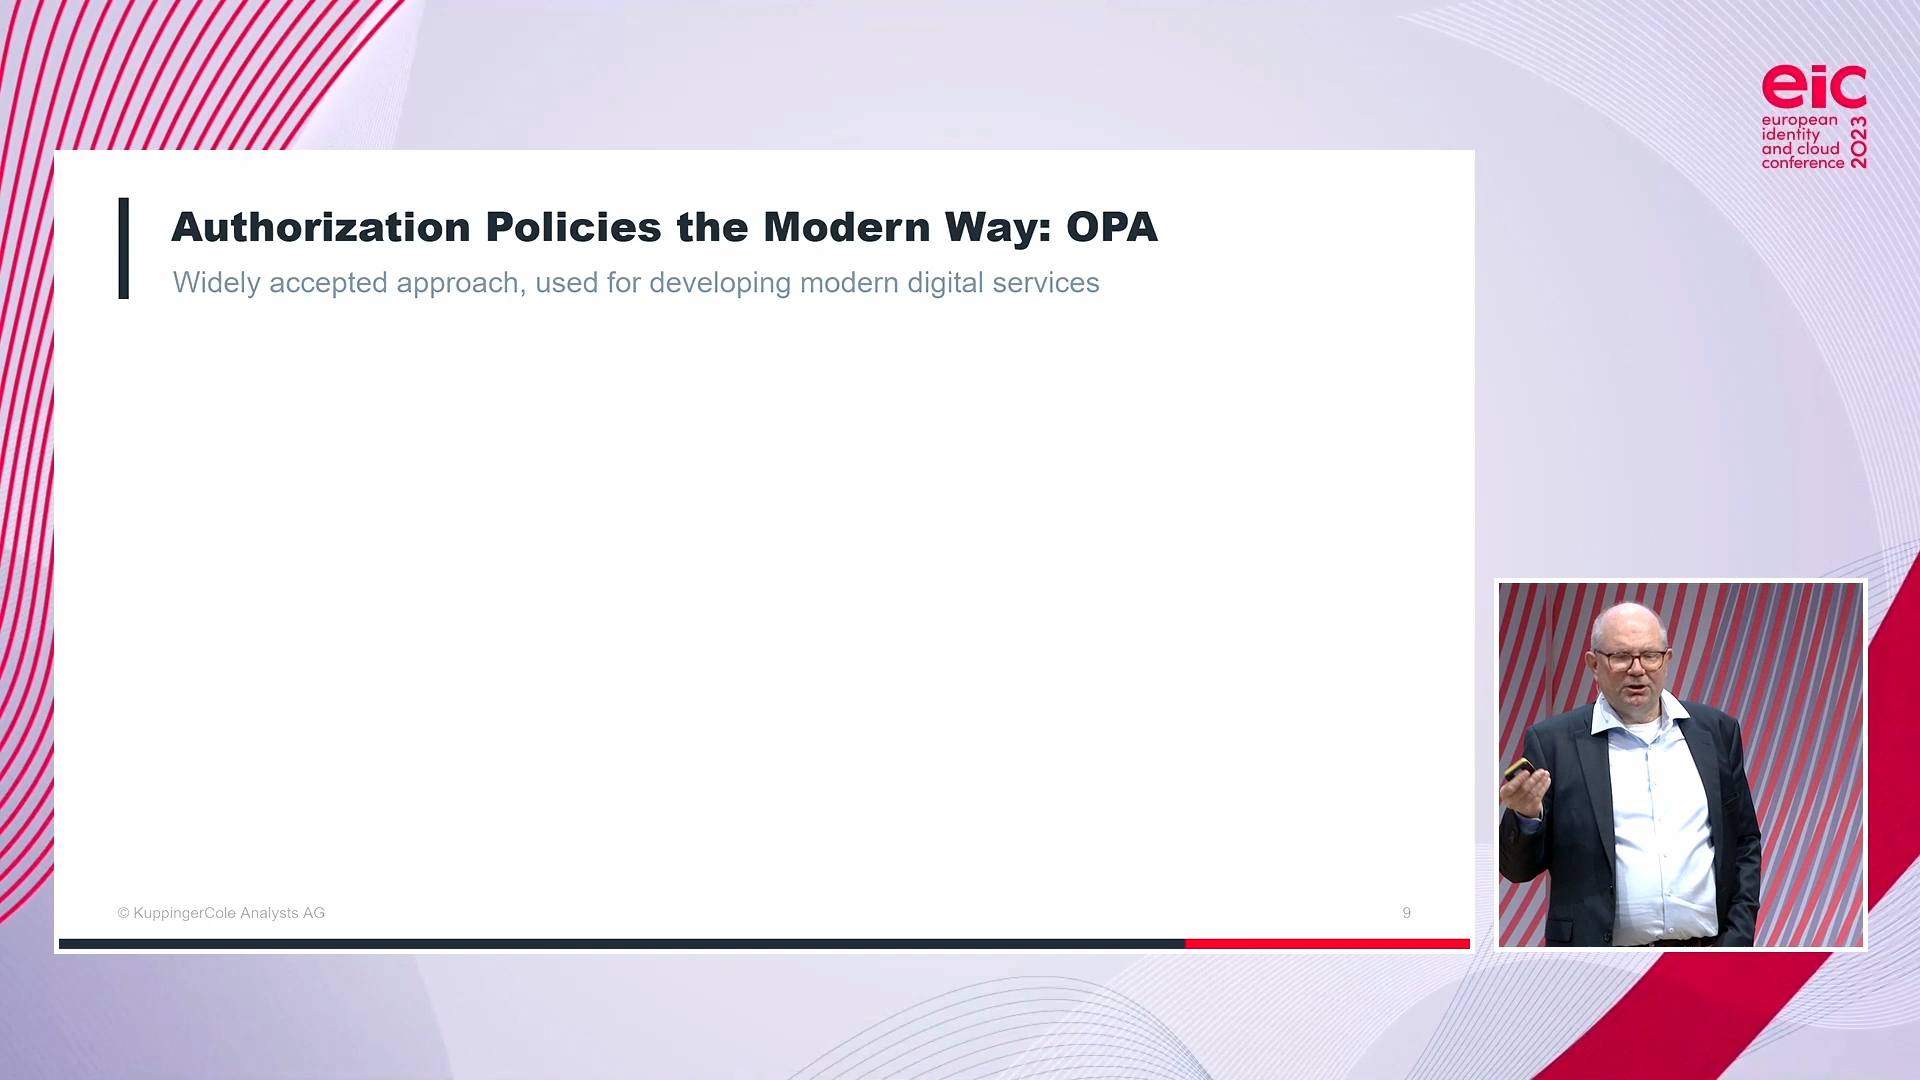 eic
european
identity
and cloud
conference
2023
Authorization Policies the Modern Way: OPA
Widely accepted approach, used for developing modern digital services
© KuppingerCole Analysts AG
9